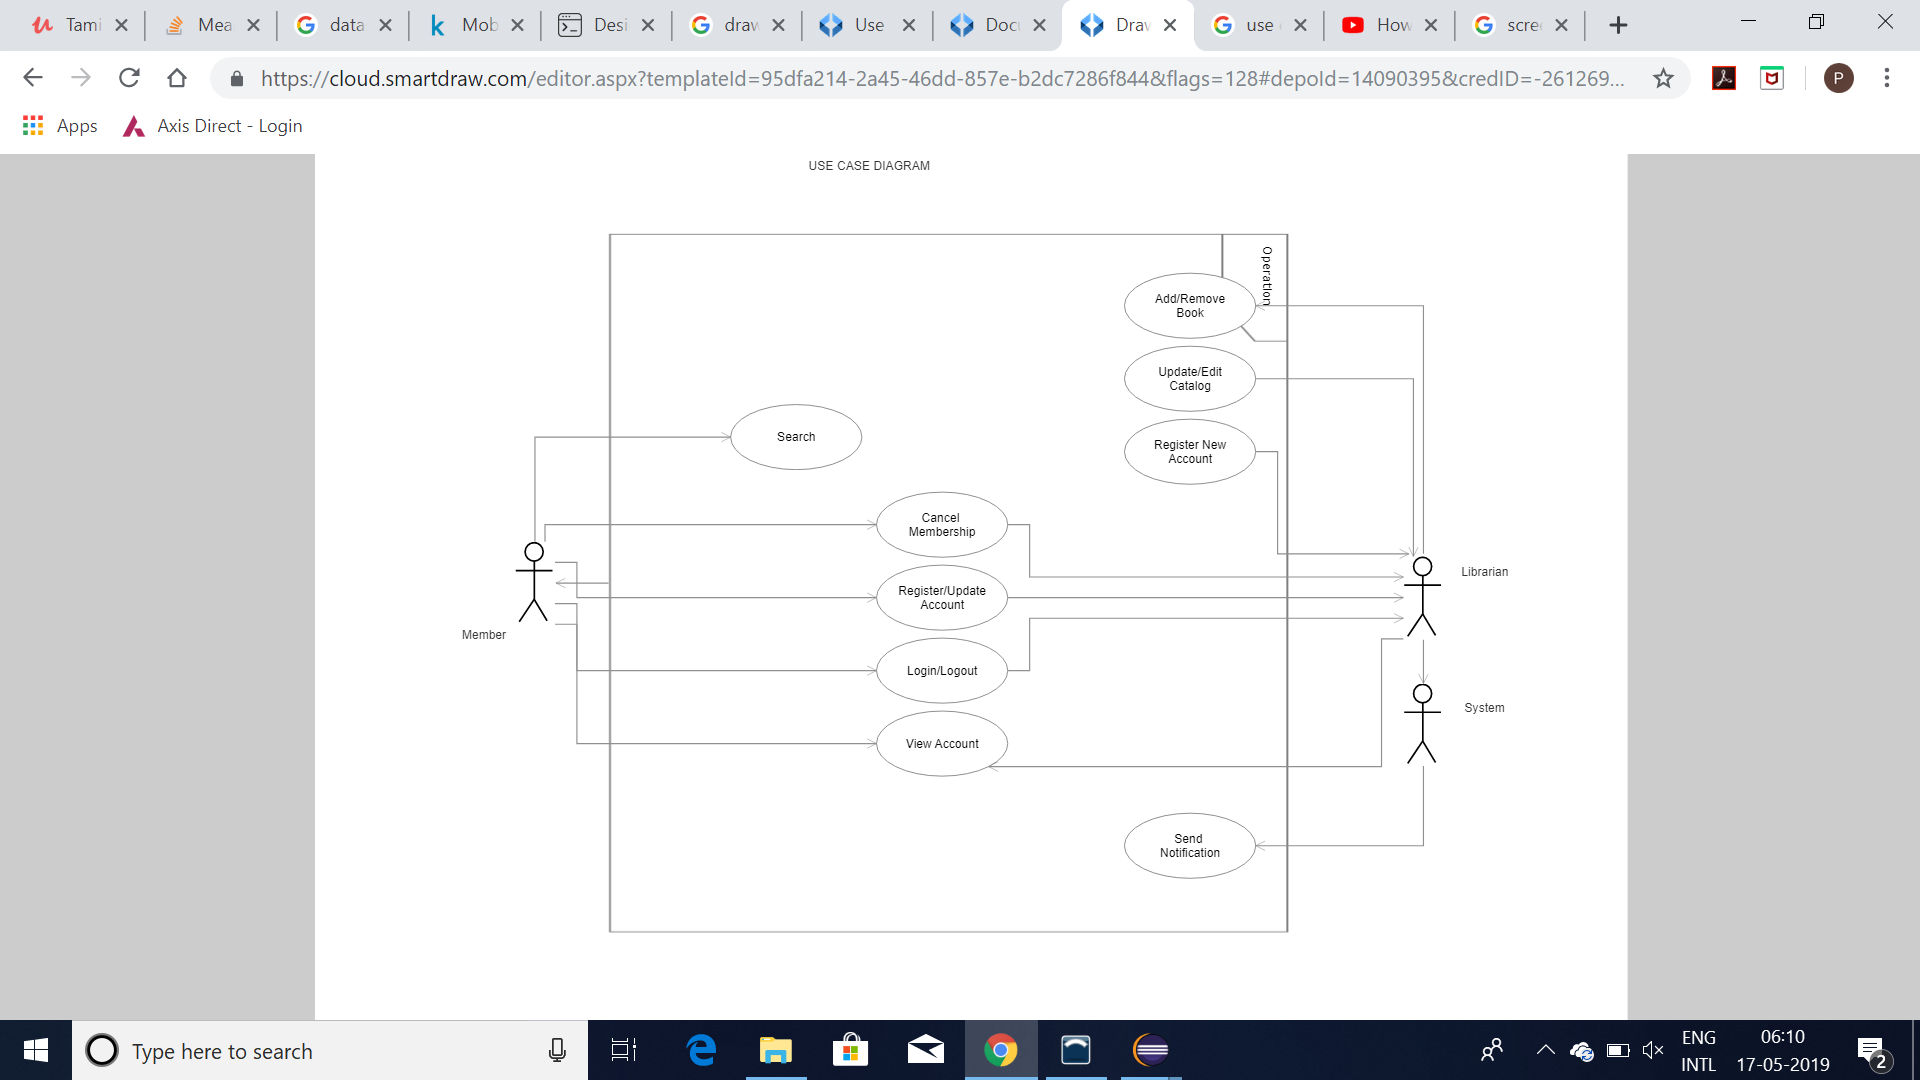 Tami
Mea
data
Mob
Desi
draw
Use
Docu
Draw
use
How
scre
https://cloud.smartdraw.com/editor.aspx?templateId=95dfa214-2a45-46dd-857e-b2dc7286f844&flags=128#depoId=14090395&credID=-261269...
P
Apps
Axis Direct - Login
USE CASE DIAGRAM
Operation
Add/Remove
Book
Update/Edit
Catalog
Search
Register New
Account
Cancel
Membership
Librarian
Register/Update
Account
Member
Login/Logout
System
View Account
Send
Notification
Type here to search
ENG
INTL
06:10
17-05-2019
2